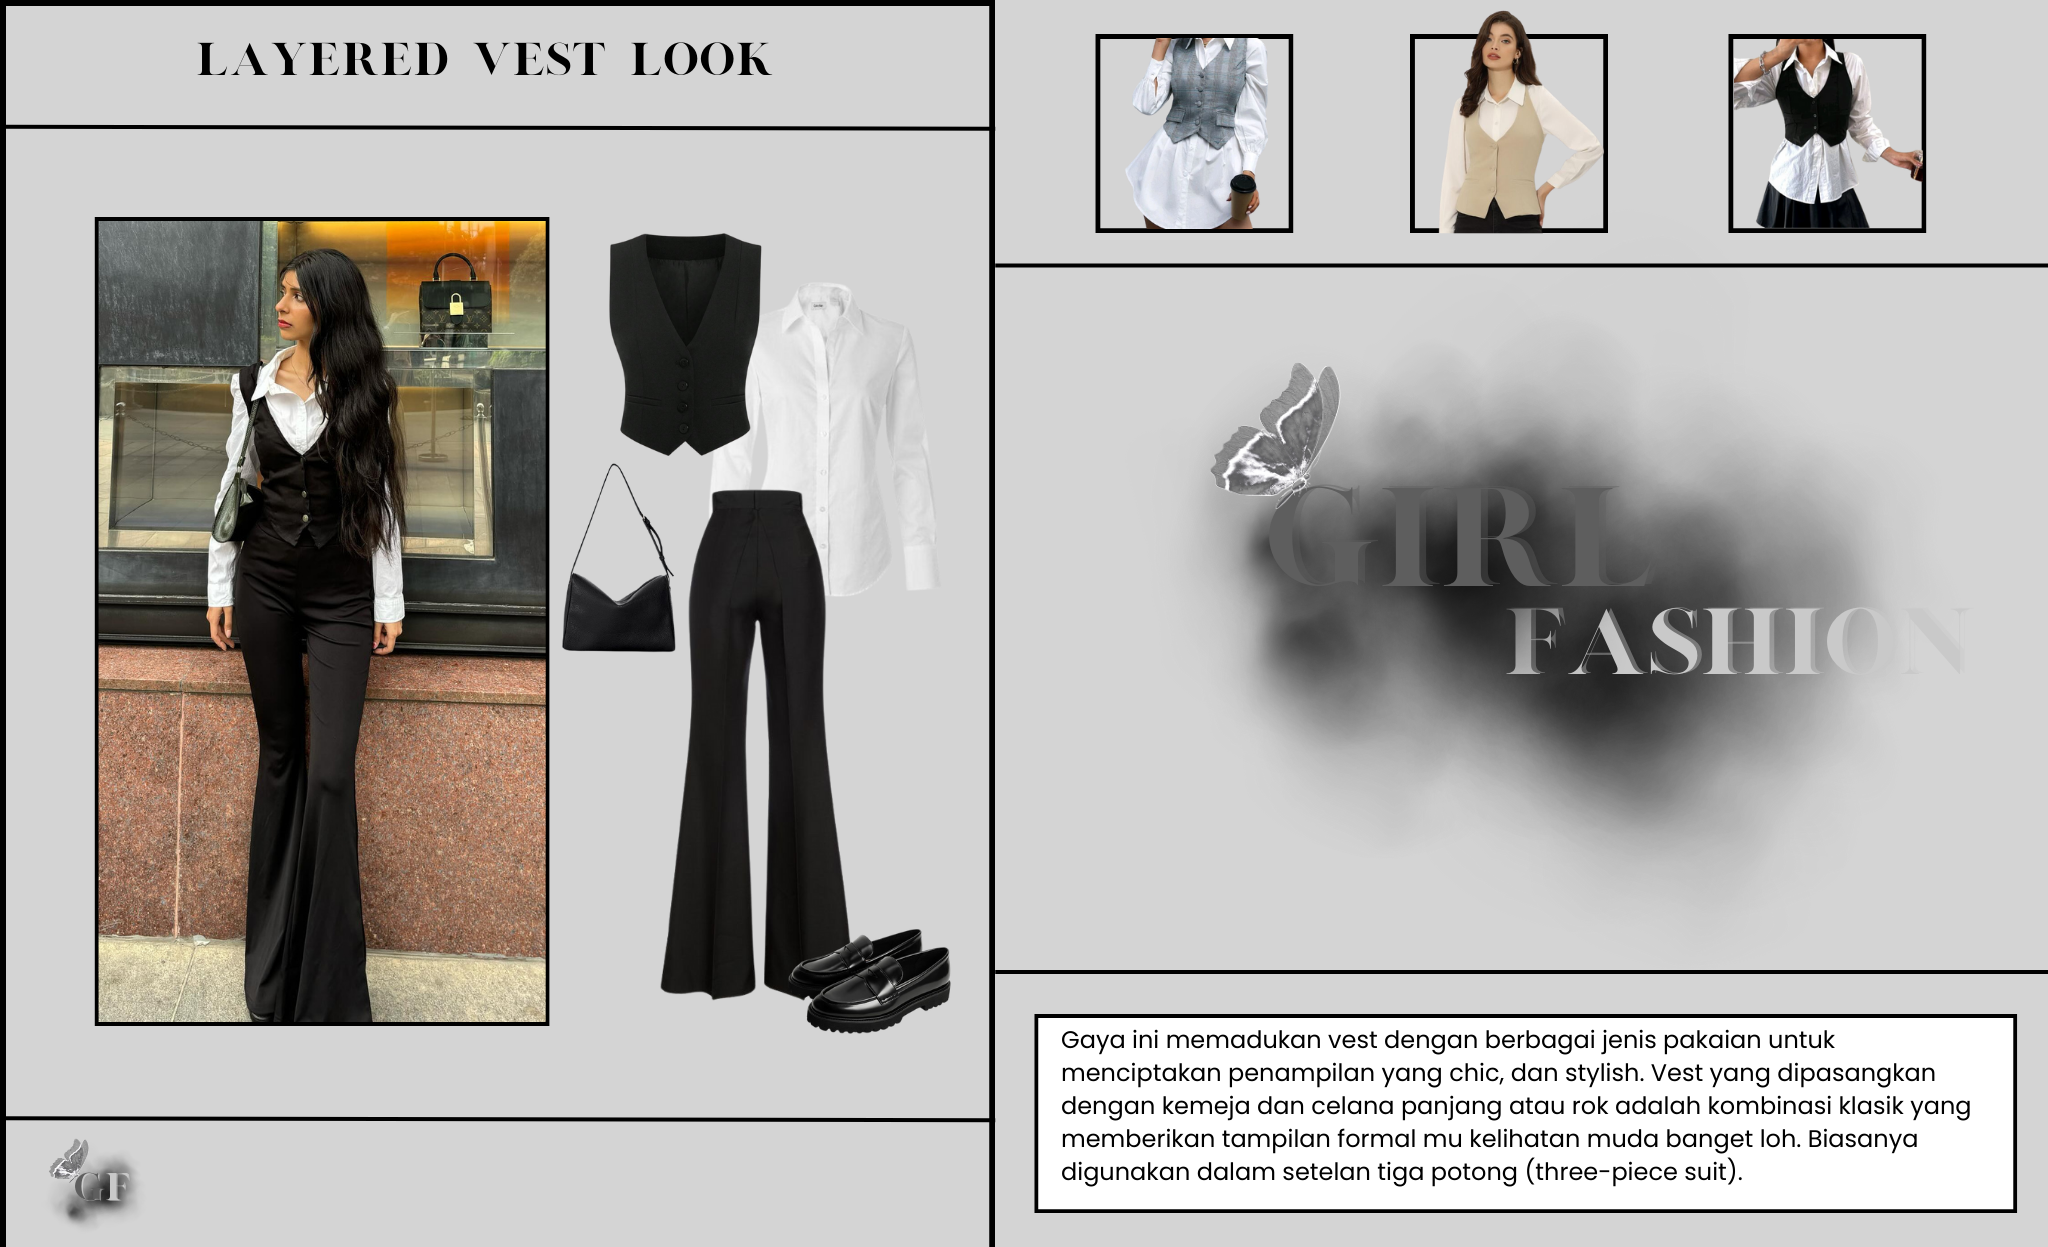 LAYERED VEST LOOK
GIRL
FASHION
Gaya ini memadukan vest dengan berbagai jenis pakaian untuk
menciptakan penampilan yang chic, dan stylish. Vest yang dipasangkan
dengan kemeja dan celana panjang atau rok adalah kombinasi klasik yang
memberikan tampilan formal mu kelihatan muda banget loh. Biasanya
digunakan dalam setelan tiga potong (three-piece suit).
GF